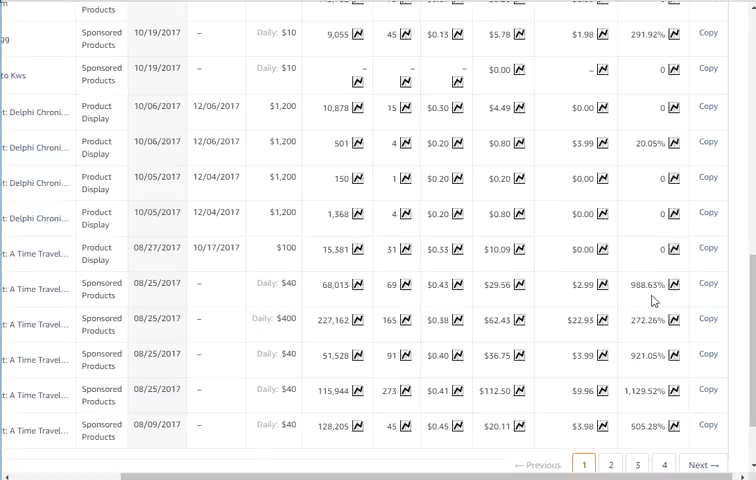 Products
gg Sponsored Products 10/19/2017 – Daily: $10 9,055 45 $0.13 $5.78 $1.98 291.92% Copy
to Kws Sponsored Products 10/19/2017 – Daily: $10 – – – $0.00 – 0 Copy
t: Delphi Chroni... Product Display 10/06/2017 12/06/2017 $1,200 10,878 15 $0.30 $4.49 $0.00 0 Copy
t: Delphi Chroni... Product Display 10/06/2017 12/06/2017 $1,200 501 4 $0.20 $0.80 $3.99 20.05% Copy
t: Delphi Chroni... Product Display 10/05/2017 12/04/2017 $1,200 150 1 $0.20 $0.20 $0.00 0 Copy
t: Delphi Chroni... Product Display 10/05/2017 12/04/2017 $1,200 1,368 4 $0.20 $0.80 $0.00 0 Copy
t: A Time Travel... Product Display 08/27/2017 10/17/2017 $100 15,381 31 $0.33 $10.09 $0.00 0 Copy
t: A Time Travel... Sponsored Products 08/25/2017 – Daily: $40 68,013 69 $0.43 $29.56 $2.99 988.63% Copy
t: A Time Travel... Sponsored Products 08/25/2017 – Daily: $400 227,162 165 $0.38 $62.43 $22.93 272.26% Copy
t: A Time Travel... Sponsored Products 08/25/2017 – Daily: $40 51,528 91 $0.40 $36.75 $3.99 921.05% Copy
t: A Time Travel... Sponsored Products 08/25/2017 – Daily: $40 115,944 273 $0.41 $112.50 $9.96 1,129.52% Copy
t: A Time Travel... Sponsored Products 08/09/2017 – Daily: $40 128,205 45 $0.45 $20.11 $3.98 505.28% Copy
← Previous 1 2 3 4 Next →